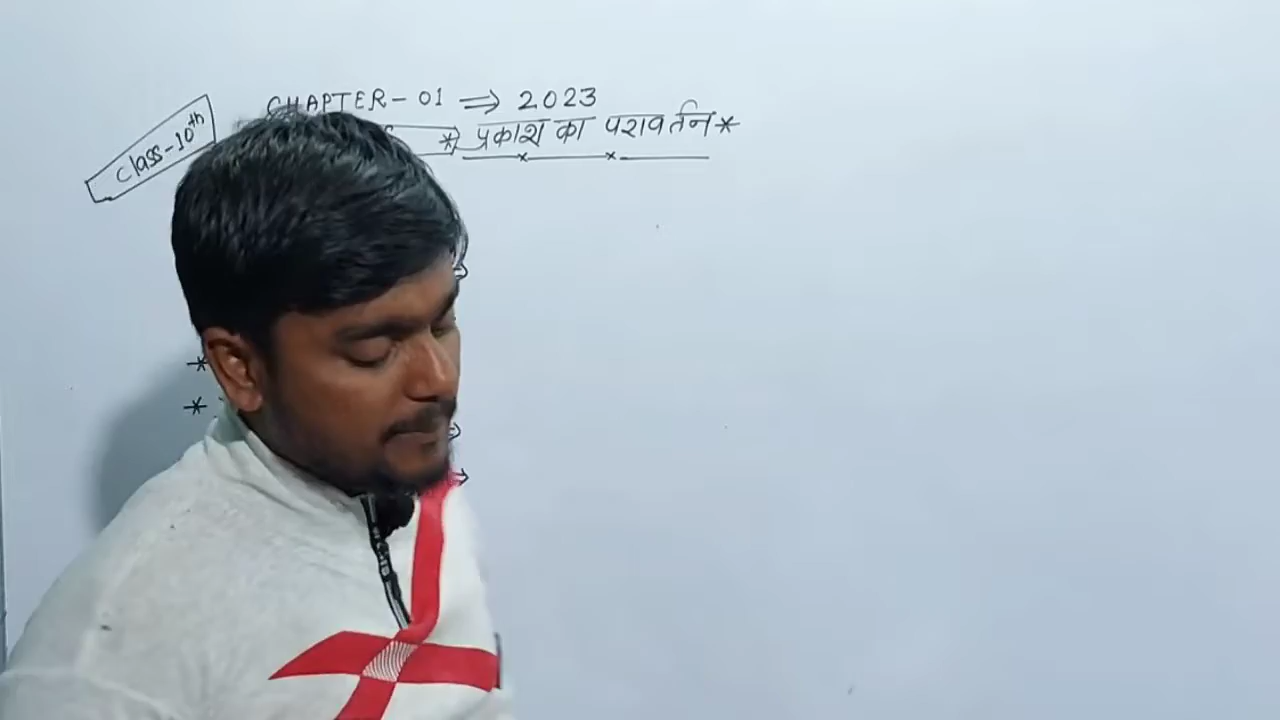 CHAPTER-01 ⇒ 2023
Class-10th
* प्रकाश का परावर्तन *